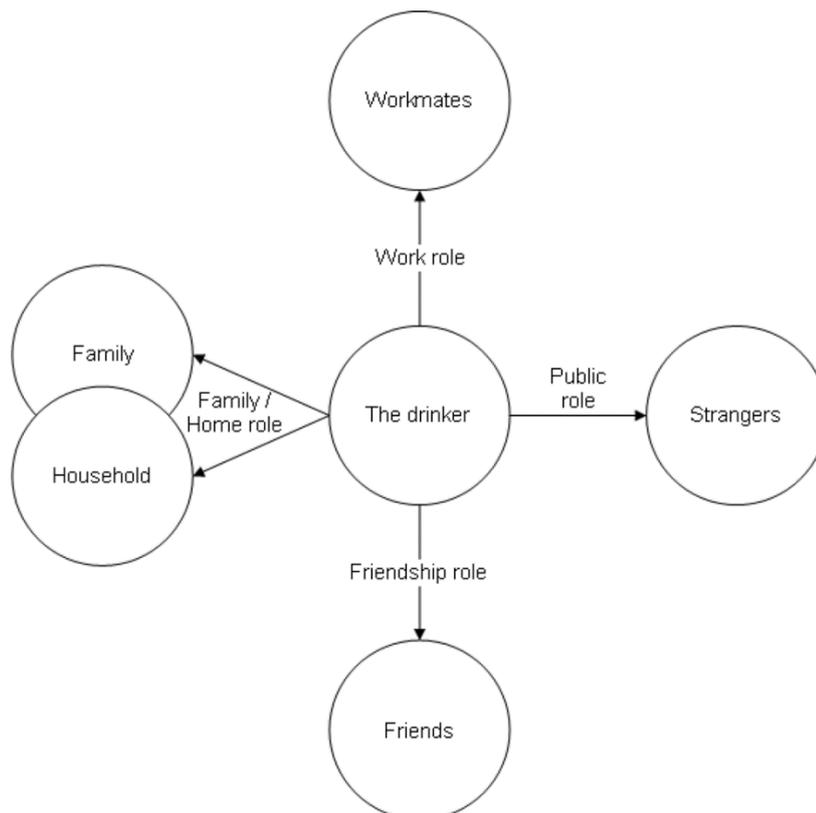 Workmates
Work role
Family
Family /
Home role
Household
The drinker
Public
role
Strangers
Friendship role
Friends